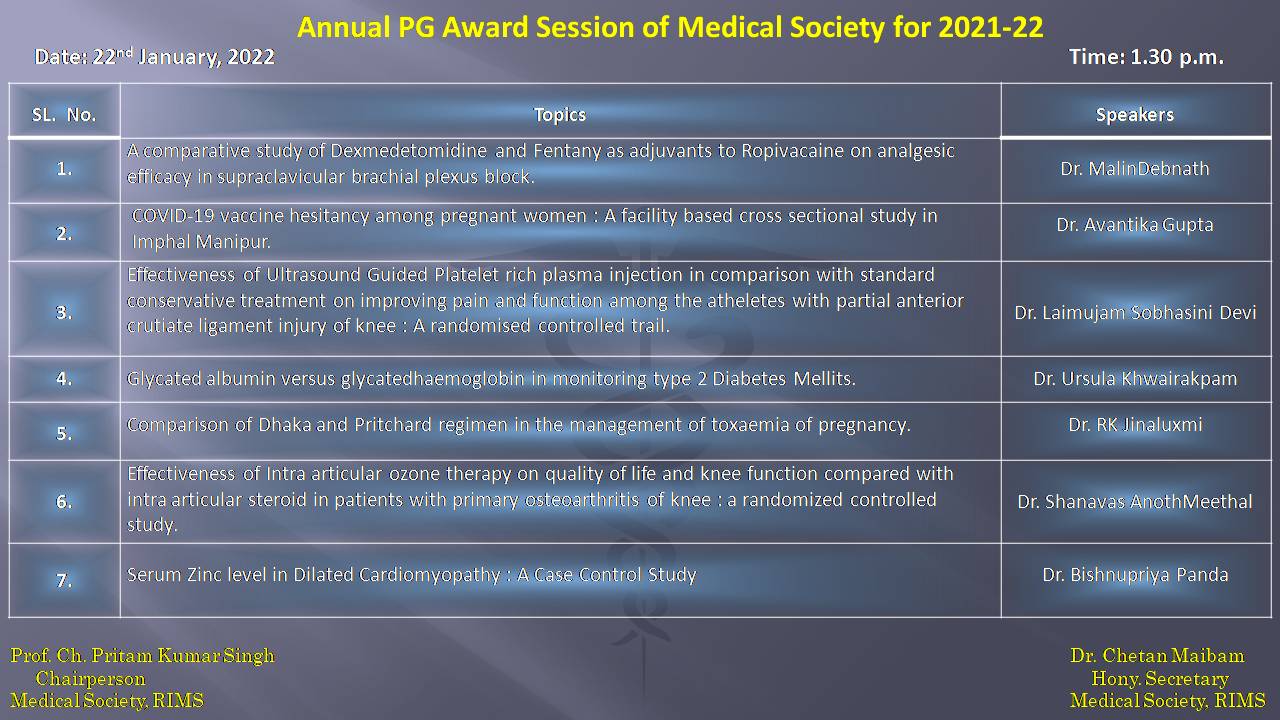 Annual PG Award Session of Medical Society for 2021-22
Date: 22nd January, 2022
Time: 1.30 p.m.
SL. No.
Topics
Speakers
1.
A comparative study of Dexmedetomidine and Fentany as adjuvants to Ropivacaine on analgesic
efficacy in supraclavicular brachial plexus block.
Dr. MalinDebnath
2.
COVID-19 vaccine hesitancy among pregnant women : A facility based cross sectional study in
Imphal Manipur.
Dr. Avantika Gupta
3.
Effectiveness of Ultrasound Guided Platelet rich plasma injection in comparison with standard
conservative treatment on improving pain and function among the atheletes with partial anterior
crutiate ligament injury of knee : A randomised controlled trail.
Dr. Laimujam Sobhasini Devi
4.
Glycated albumin versus glycatedhaemoglobin in monitoring type 2 Diabetes Mellits.
Dr. Ursula Khwairakpam
5.
Comparison of Dhaka and Pritchard regimen in the management of toxaemia of pregnancy.
Dr. RK Jinaluxmi
6.
Effectiveness of Intra articular ozone therapy on quality of life and knee function compared with
intra articular steroid in patients with primary osteoarthritis of knee : a randomized controlled
study.
Dr. Shanavas AnothMeethal
7.
Serum Zinc level in Dilated Cardiomyopathy : A Case Control Study
Dr. Bishnupriya Panda
Prof. Ch. Pritam Kumar Singh
Chairperson
Medical Society, RIMS
Dr. Chetan Maibam
Hony. Secretary
Medical Society, RIMS